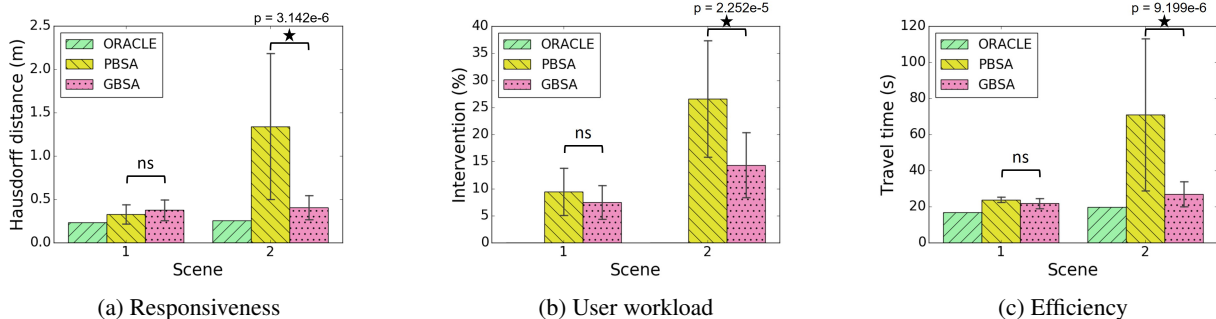 p = 3.142e-6
2.5
2.0
1.5
1.0
0.5
0.0
Hausdorff distance (m)
ORACLE
PBSA
GBSA
ns
1
2
Scene
(a) Responsiveness
p = 2.252e-5
40
35
30
25
20
15
10
5
0
Intervention (%)
ORACLE
PBSA
GBSA
ns
1
2
Scene
(b) User workload
p = 9.199e-6
120
100
80
60
40
20
0
Travel time (s)
ORACLE
PBSA
GBSA
ns
1
2
Scene
(c) Efficiency